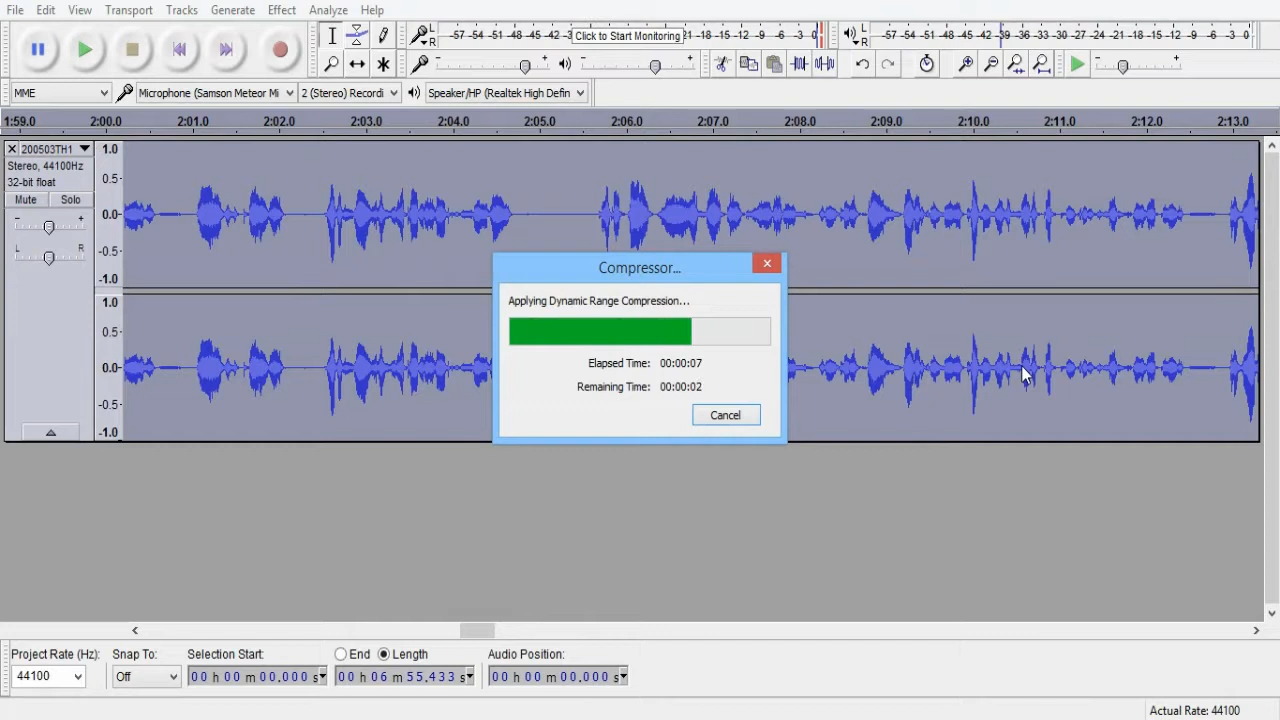 File Edit View Transport Tracks Generate Effect Analyze Help
L R -57 -54 -51 -48 -45 -42 -3 Click to Start Monitoring 21 -18 -15 -12 -9 -6 -3 0
L R -57 -54 -51 -48 -45 -42 -39 -36 -33 -30 -27 -24 -21 -18 -15 -12 -9 -6 -3 0
MME Microphone (Samson Meteor Mi 2 (Stereo) Recordi Speaker/HP (Realtek High Defin
1:59.0 2:00.0 2:01.0 2:02.0 2:03.0 2:04.0 2:05.0 2:06.0 2:07.0 2:08.0 2:09.0 2:10.0 2:11.0 2:12.0 2:13.0
200503TH1
Stereo, 44100Hz
32-bit float
Mute Solo
- +
L R
1.0
0.5-
0.0-
-0.5-
-1.0
1.0
0.5-
0.0-
-0.5-
-1.0
Compressor...
Applying Dynamic Range Compression...
Elapsed Time: 00:00:07
Remaining Time: 00:00:02
Cancel
Project Rate (Hz): Snap To: Selection Start: End Length Audio Position:
44100 Off 00 h 00 m 00.000 s 00 h 06 m 55.433 s 00 h 00 m 00.000 s
Actual Rate: 44100